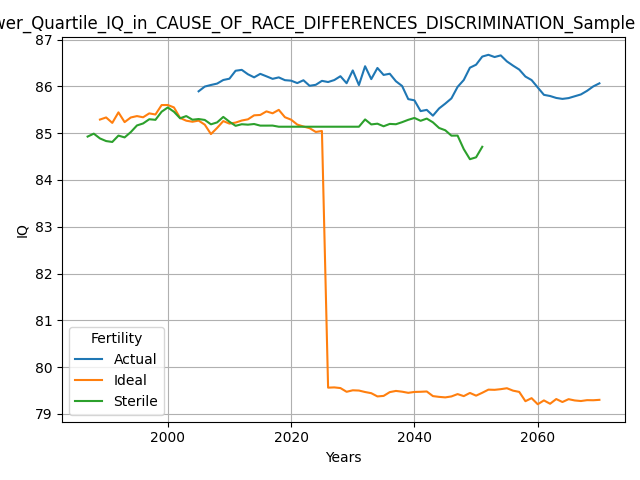 wer_Quartile_IQ_in_CAUSE_OF_RACE_DIFFERENCES_DISCRIMINATION_Sample
87
86
85
84
83
82
81
80
79
IQ
Fertility
Actual
Ideal
Sterile
2000
2020
2040
2060
Years